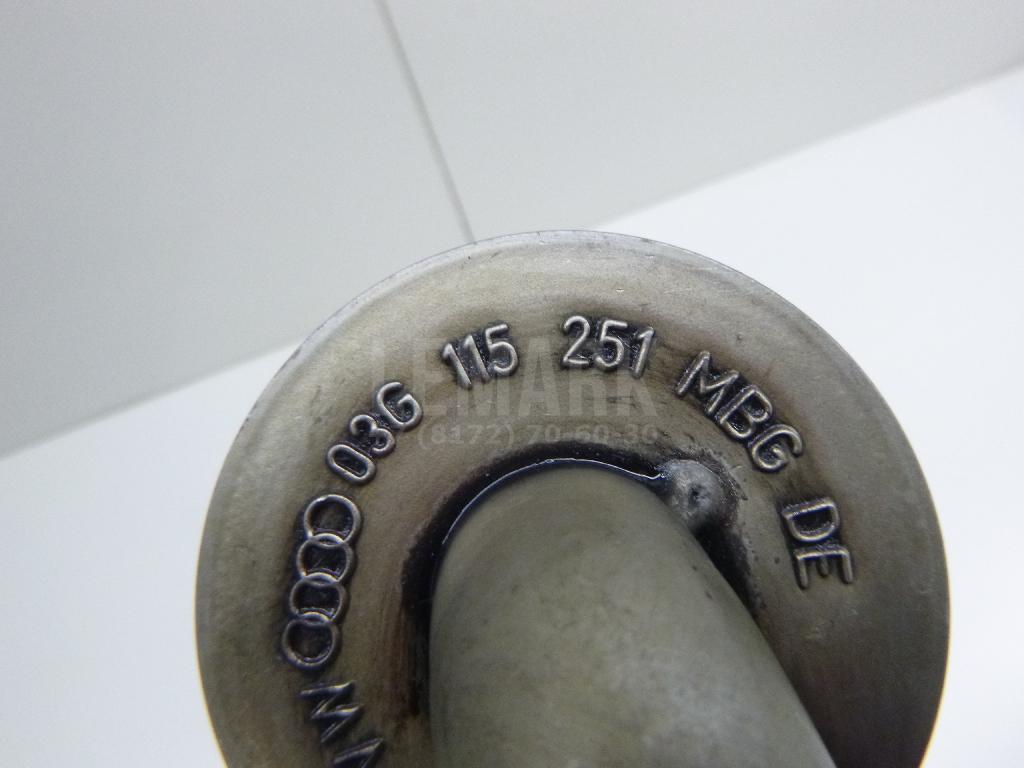 03G 115 251 MBG DE
LEMARK
(8172) 70-60-39